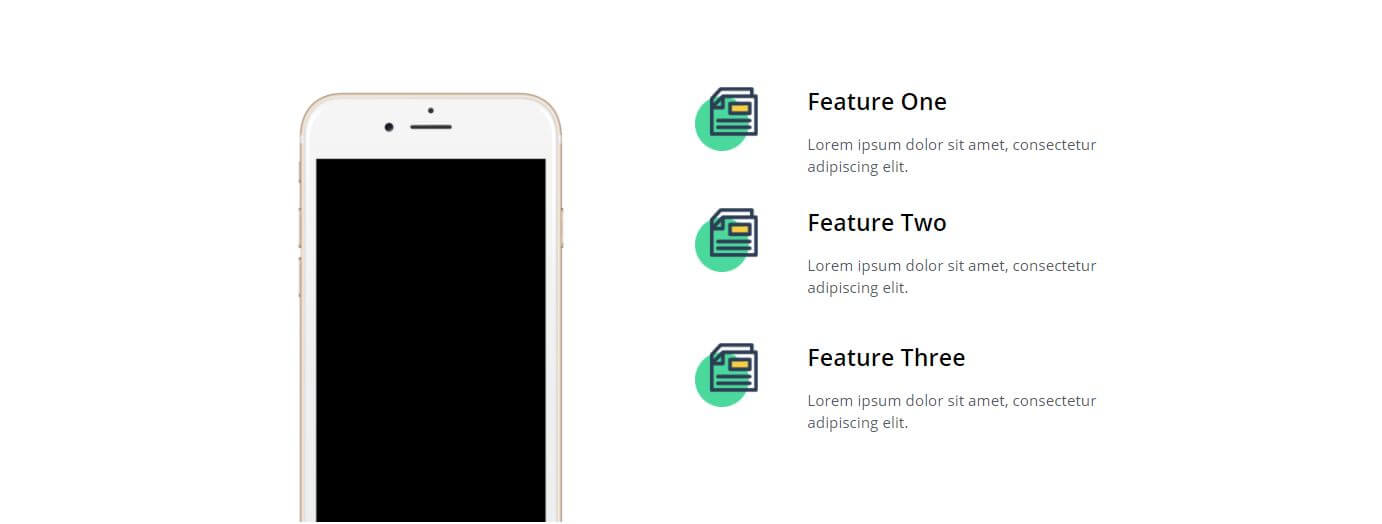 Feature One
Lorem ipsum dolor sit amet, consectetur
adipiscing elit.
Feature Two
Lorem ipsum dolor sit amet, consectetur
adipiscing elit.
Feature Three
Lorem ipsum dolor sit amet, consectetur
adipiscing elit.